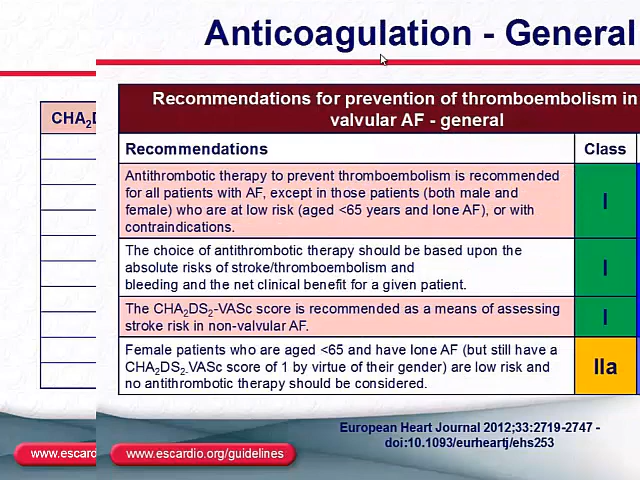 Anticoagulation - General
CHA2D
Recommendations for prevention of thromboembolism in
valvular AF - general
Recommendations Class
Antithrombotic therapy to prevent thromboembolism is recommended
for all patients with AF, except in those patients (both male and
female) who are at low risk (aged <65 years and lone AF), or with
contraindications.
I
The choice of antithrombotic therapy should be based upon the
absolute risks of stroke/thromboembolism and
bleeding and the net clinical benefit for a given patient.
I
The CHA2DS2-VASc score is recommended as a means of assessing
stroke risk in non-valvular AF.
I
Female patients who are aged <65 and have lone AF (but still have a
CHA2DS2-VASc score of 1 by virtue of their gender) are low risk and
no antithrombotic therapy should be considered.
IIa
European Heart Journal 2012;33:2719-2747 -
doi:10.1093/eurheartj/ehs253
www.escard
www.escardio.org/guidelines